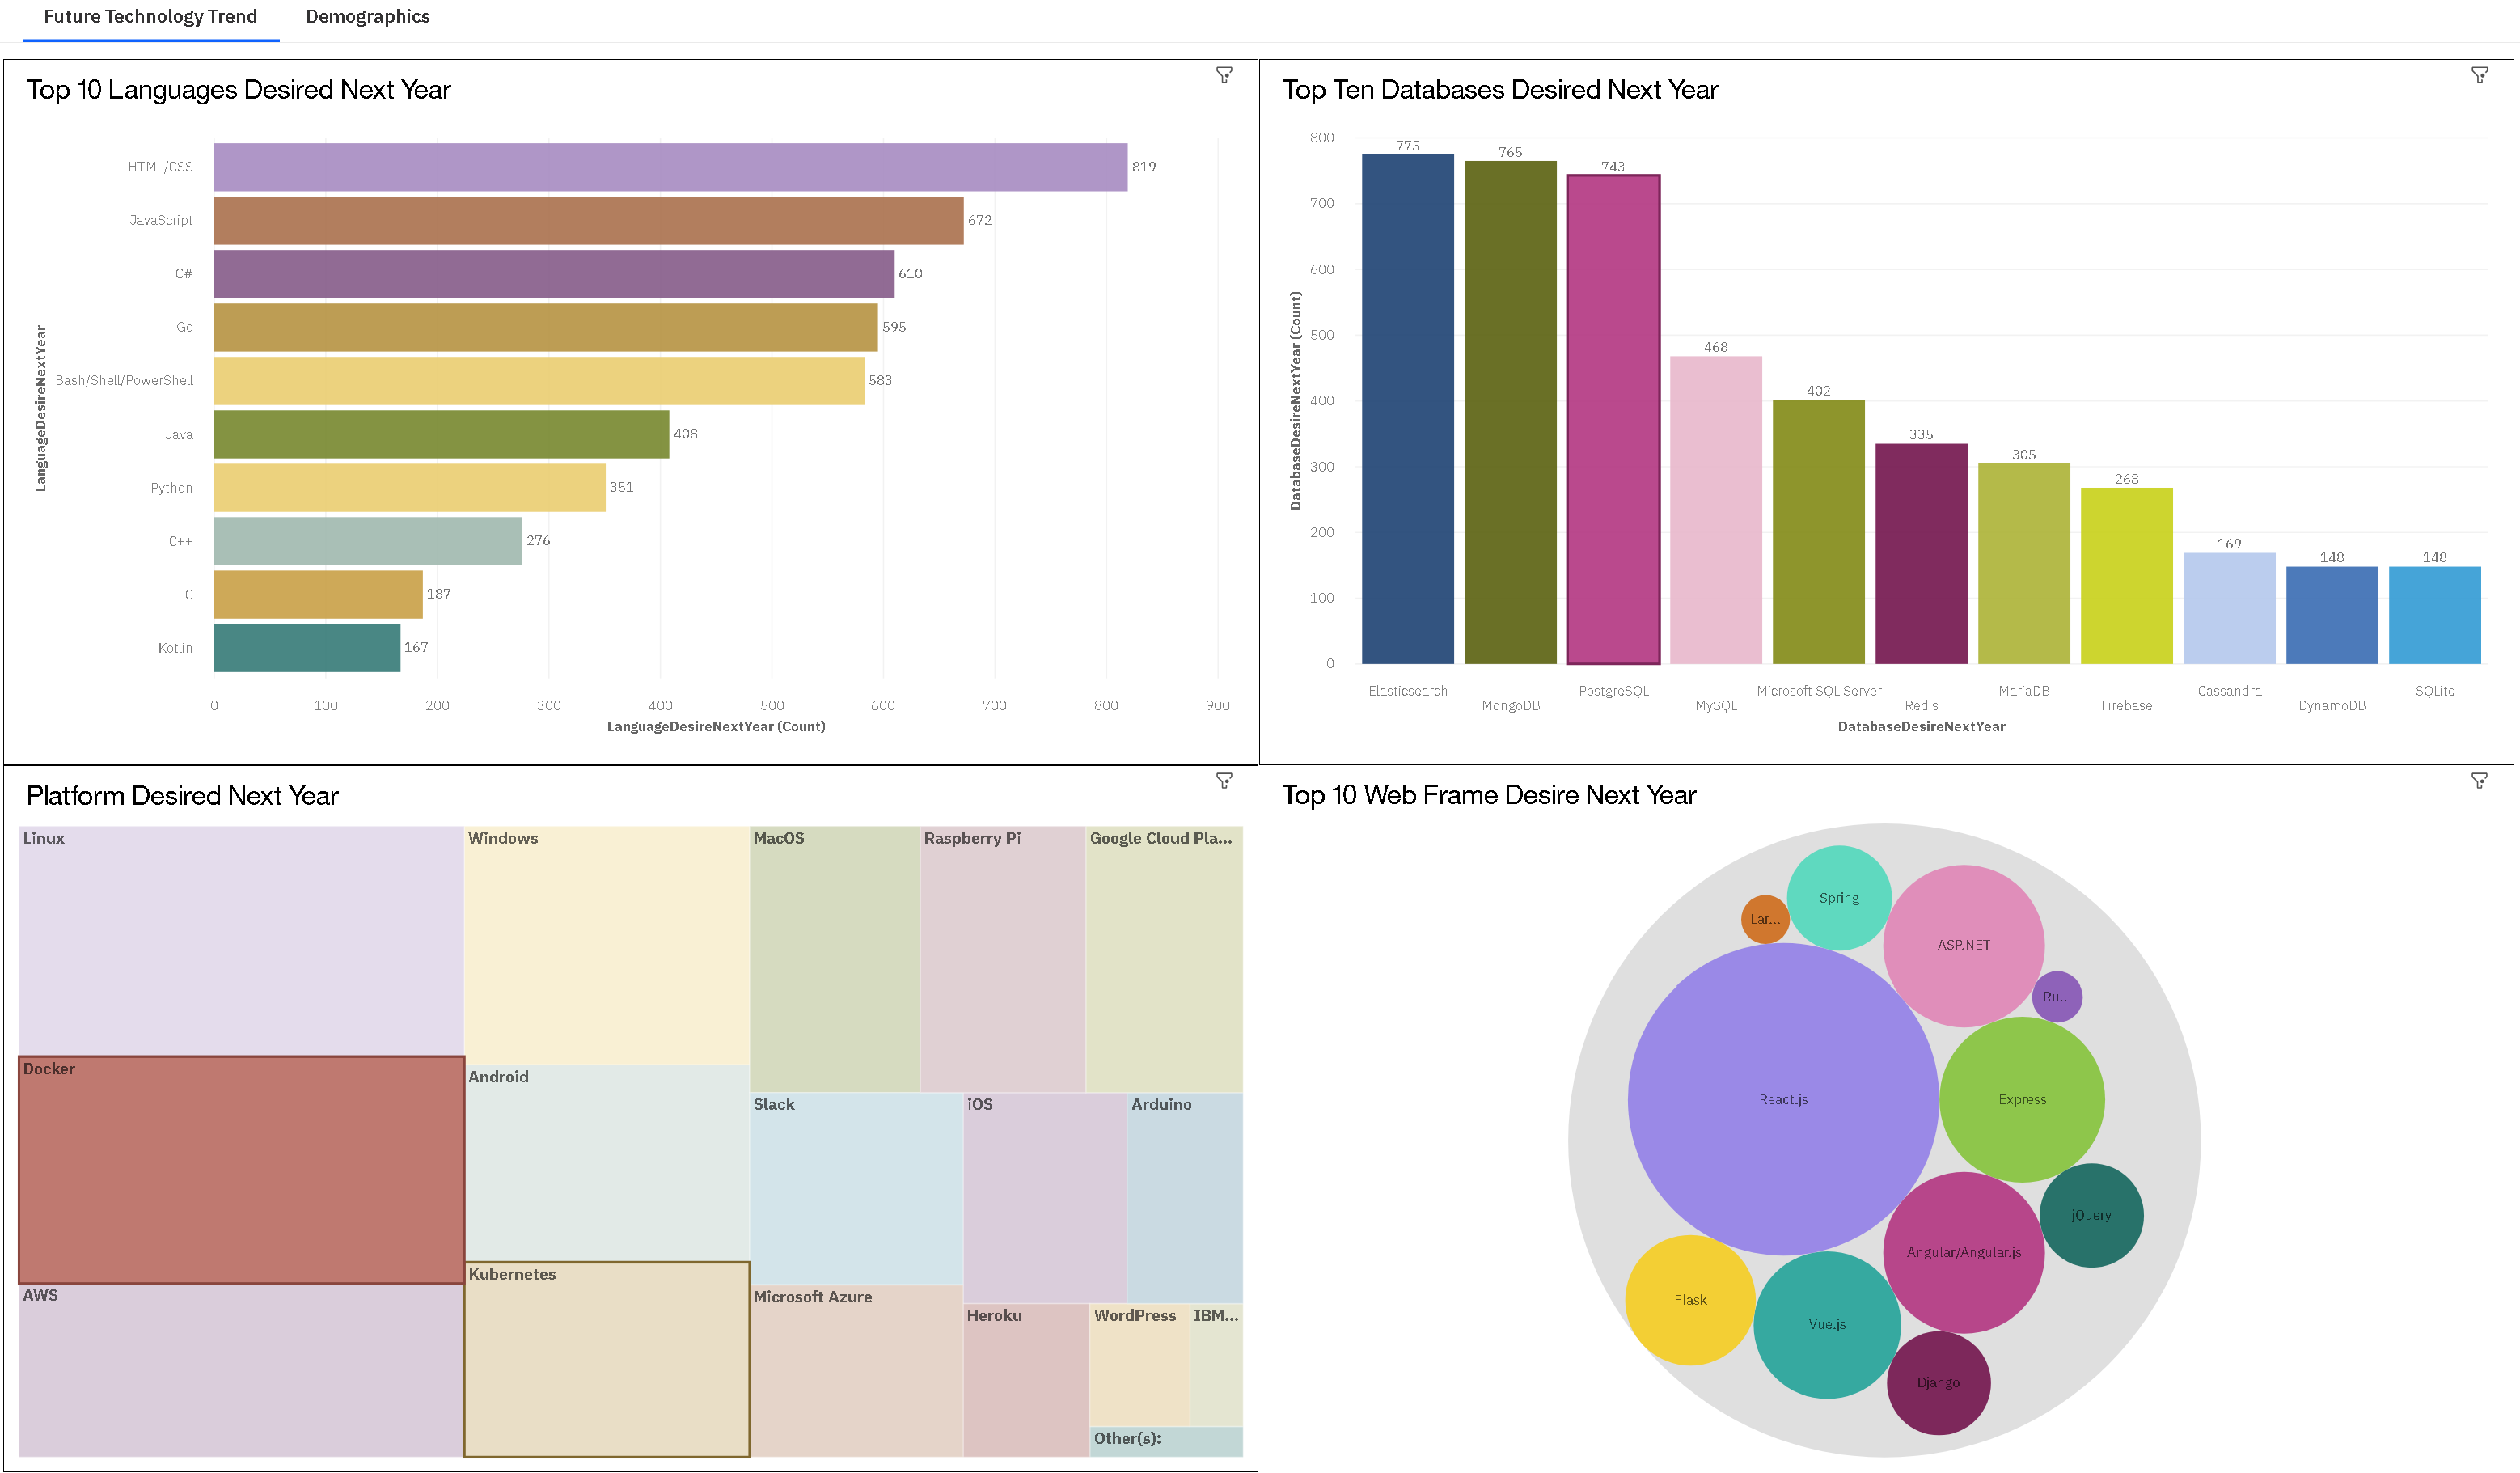 Future Technology Trend
Demographics
Top 10 Languages Desired Next Year
LanguageDesireNextYear
HTML/CSS
819
JavaScript
672
C#
610
Go
595
Bash/Shell/PowerShell
583
Java
408
Python
351
C++
276
C
187
Kotlin
167
0 100 200 300 400 500 600 700 800 900
LanguageDesireNextYear (Count)
Top Ten Databases Desired Next Year
DatabaseDesireNextYear (Count)
800
700
600
500
400
300
200
100
0
775
765
743
468
402
335
305
268
169
148
148
Elasticsearch
MongoDB
PostgreSQL
MySQL
Microsoft SQL Server
Redis
MariaDB
Firebase
Cassandra
DynamoDB
SQLite
DatabaseDesireNextYear
Platform Desired Next Year
Linux
Windows
MacOS
Raspberry Pi
Google Cloud Pla...
Docker
Android
Slack
iOS
Arduino
AWS
Kubernetes
Microsoft Azure
Heroku
WordPress
IBM...
Other(s):
Top 10 Web Frame Desire Next Year
Spring
Lar...
ASP.NET
Ru...
React.js
Express
jQuery
Angular/Angular.js
Flask
Vue.js
Django